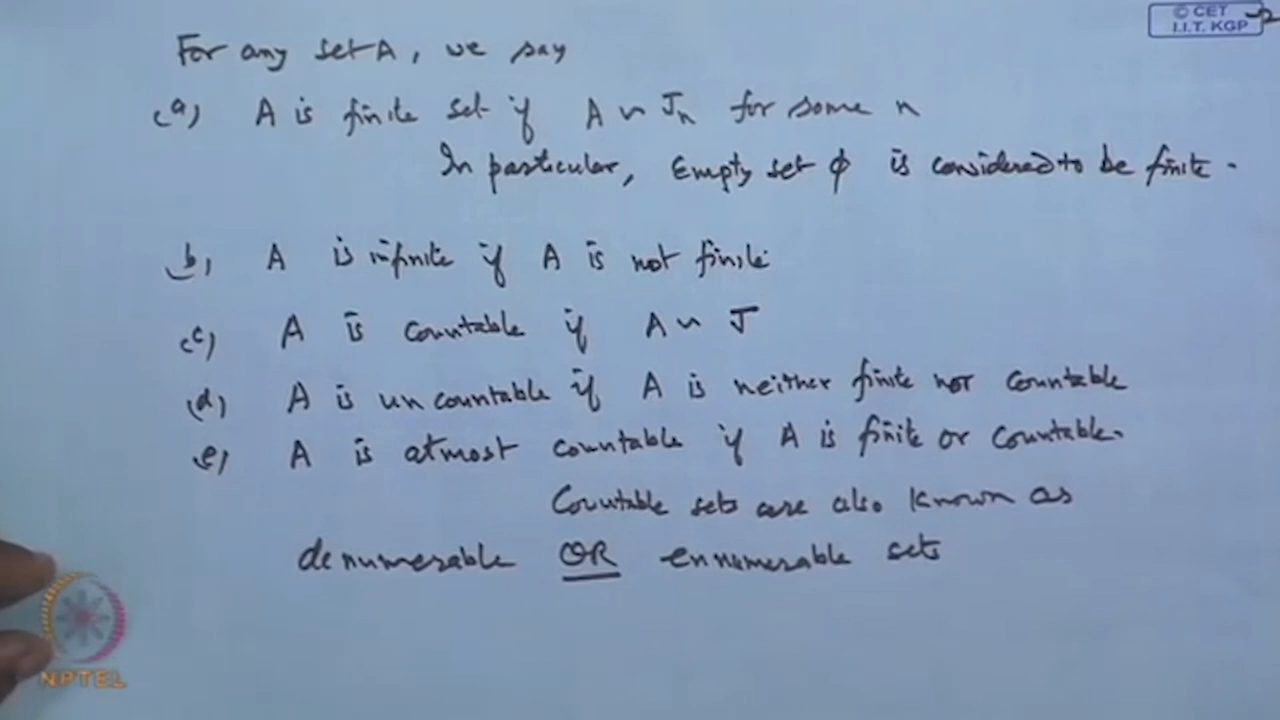 © CET
I.I.T. KGP
For any set A, we say
(a) A is finite set if A ~ Jn for some n
In particular, Empty set ϕ is considered to be finite.
(b) A is infinite if A is not finite
(c) A is countable if A ~ J
(d) A is uncountable if A is neither finite nor countable
(e) A is atmost countable if A is finite or countable.
Countable sets are also known as
denumerable OR ennumerable sets
NPTEL